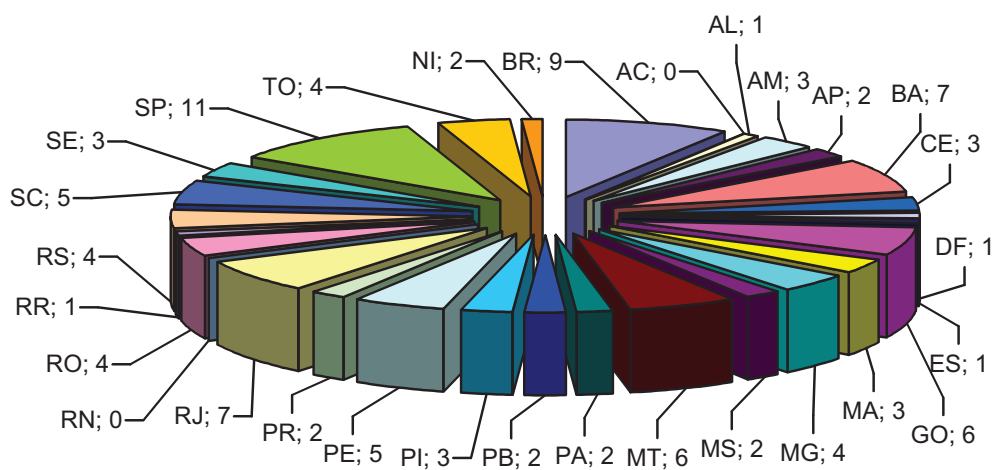 BR; 9
AC; 0
AL; 1
AM; 3
AP; 2
BA; 7
CE; 3
DF; 1
ES; 1
GO; 6
MA; 3
MG; 4
MS; 2
MT; 6
PA; 2
PB; 2
PI; 3
PE; 5
PR; 2
RJ; 7
RN; 0
RO; 4
RR; 1
RS; 4
SC; 5
SE; 3
SP; 11
TO; 4
NI; 2